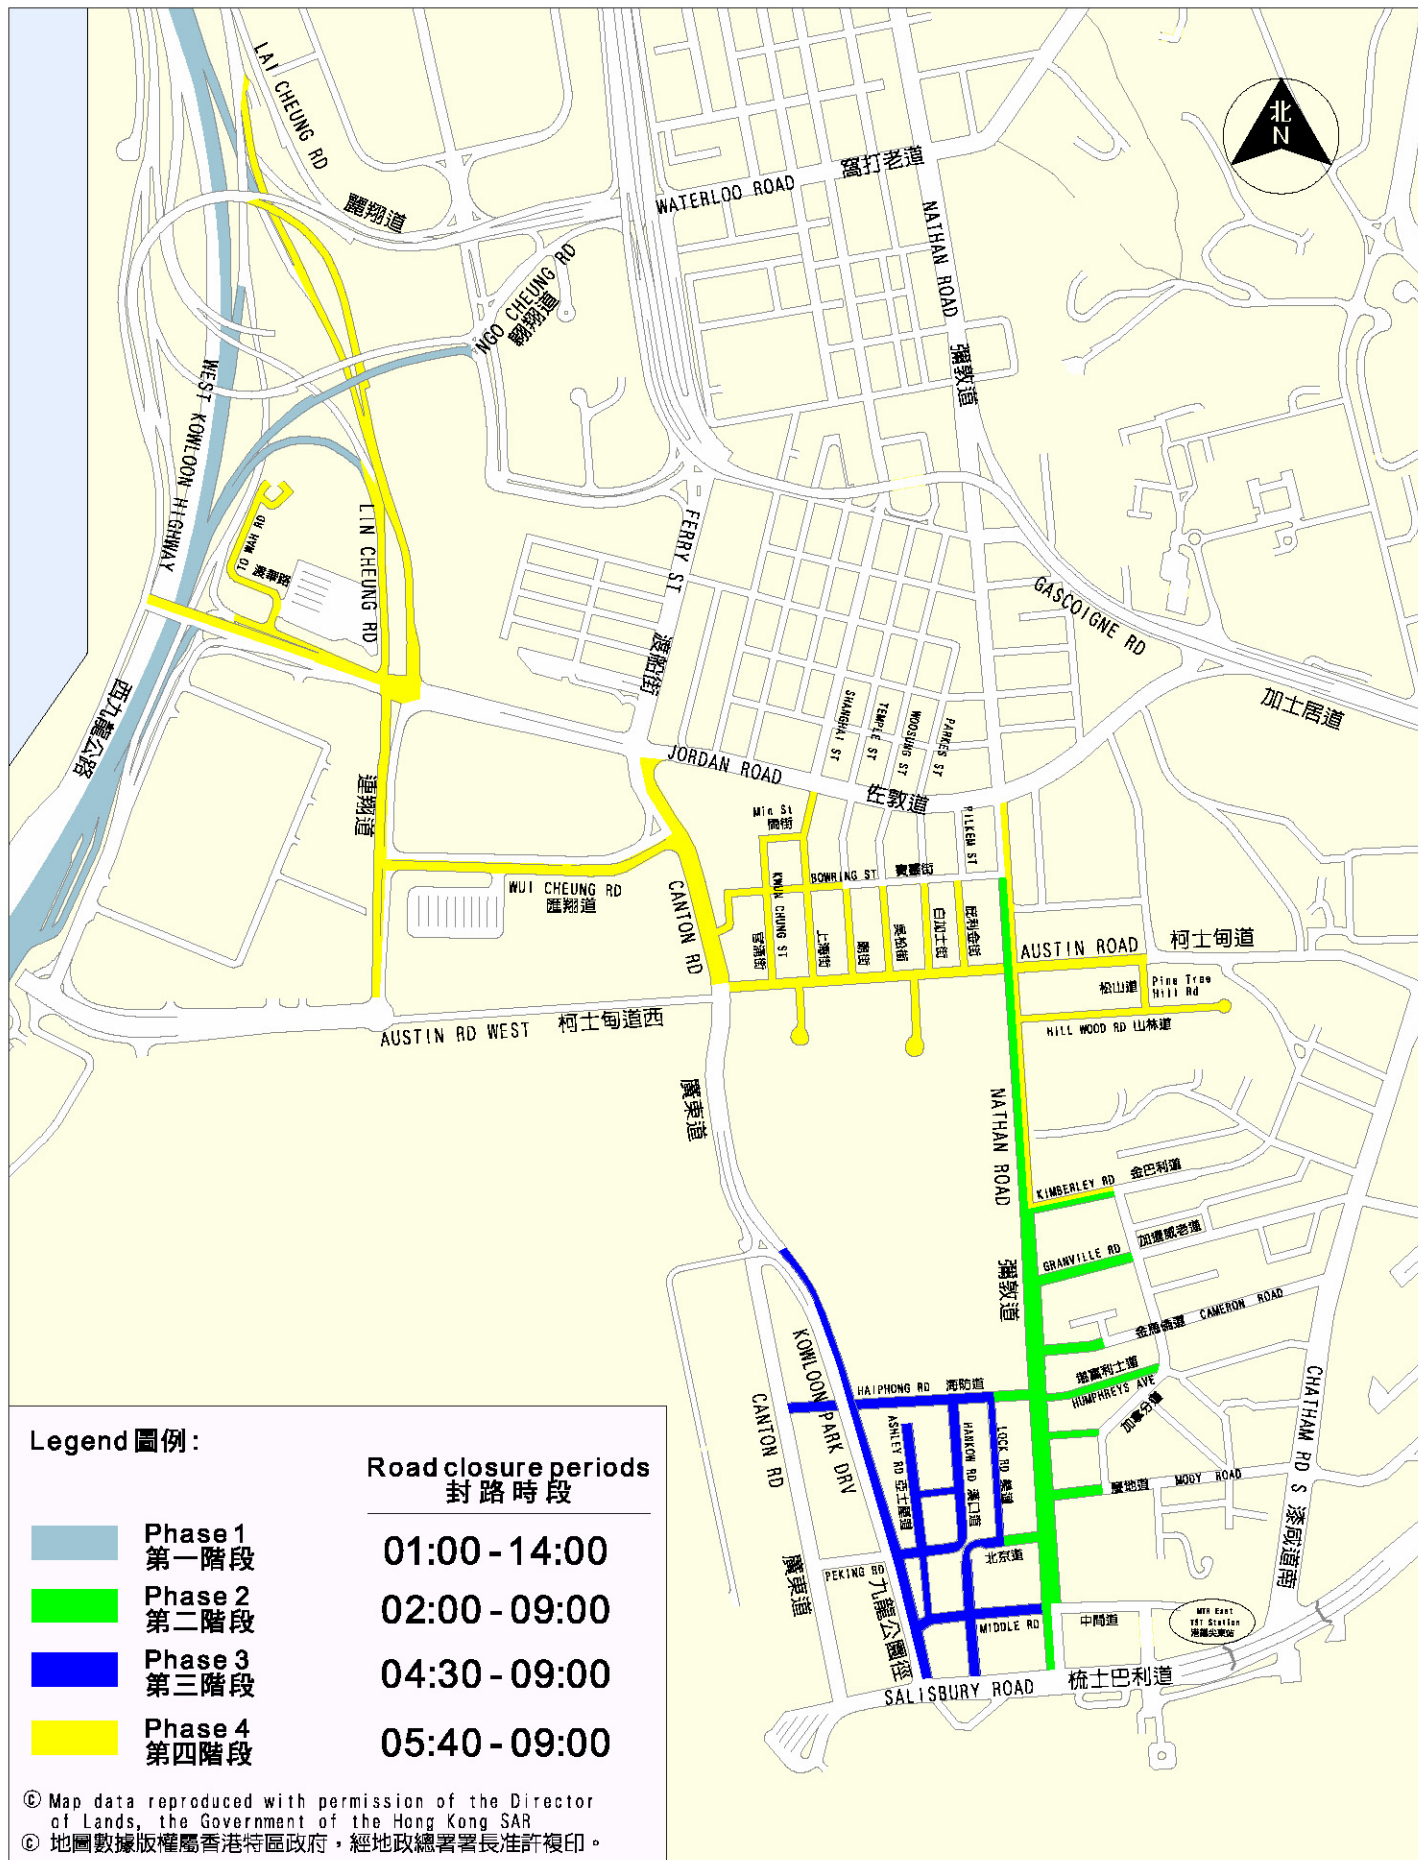 LAI CHEUNG RD
麗翔道
北
N
WATERLOO ROAD
窩打老道
NATHAN ROAD
彌敦道
NGO CHEUNG RD
翱翔道
WEST KOWLOON HIGHWAY
西九龍公路
TO WAH RD
渡華路
LIN CHEUNG RD
連翔道
FERRY ST
渡船街
GASCOIGNE RD
加士居道
SHANGHAI ST
TEMPLE ST
WOOSUNG ST
PARKES ST
JORDAN ROAD
佐敦道
PILKEM ST
Min St
閩街
BOWRING ST
寶靈街
KWUN CHUNG ST
官涌街
上海街
廟街
吳松街
白加士街
庇利金街
WUI CHEUNG RD
匯翔道
CANTON RD
AUSTIN ROAD
柯士甸道
松山道
Pine Tree
Hill Rd
HILL WOOD RD 山林道
AUSTIN RD WEST
柯士甸道西
廣東道
NATHAN ROAD
彌敦道
KIMBERLEY RD
金巴利道
GRANVILLE RD
加連威老道
金馬倫道
CAMERON ROAD
堪富利士道
HUMPHREYS AVE
加拿分道
KOWLOON PARK DRV
九龍公園徑
HAIPHONG RD
海防道
CANTON RD
廣東道
ASHLEY RD 亞士厘道
HANKOW RD 漢口道
LOCK RD 樂道
CHATHAM RD S
漆咸道南
麼地道
MODY ROAD
PEKING RD
北京道
MIDDLE RD
中間道
MTR East
TST Station
港鐵尖東站
SALISBURY ROAD
梳士巴利道
Legend 圖例 :
Road closure periods
封路時段
Phase 1
第一階段
01:00 - 14:00
Phase 2
第二階段
02:00 - 09:00
Phase 3
第三階段
04:30 - 09:00
Phase 4
第四階段
05:40 - 09:00
© Map data reproduced with permission of the Director
of Lands, the Government of the Hong Kong SAR
© 地圖數據版權屬香港特區政府，經地政總署署長准許複印。